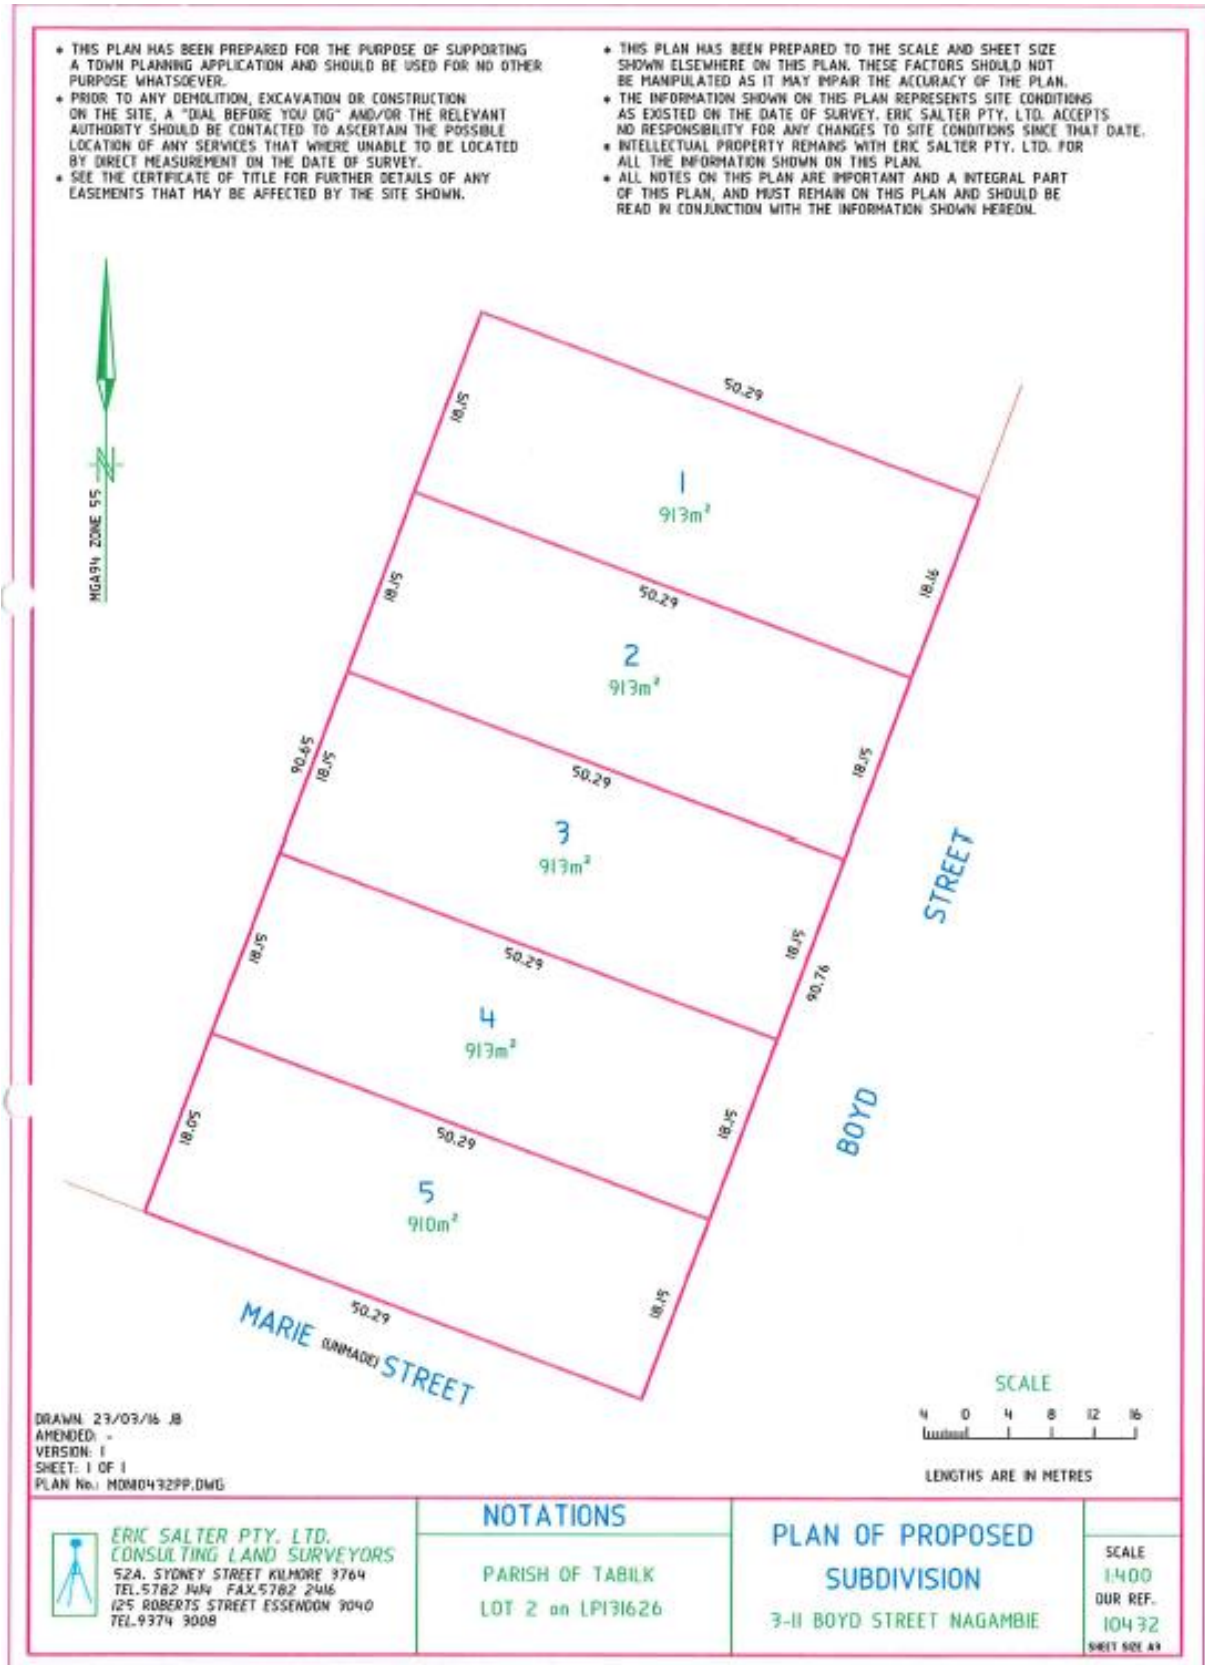 * THIS PLAN HAS BEEN PREPARED FOR THE PURPOSE OF SUPPORTING
A TOWN PLANNING APPLICATION AND SHOULD BE USED FOR NO OTHER
PURPOSE WHATSOEVER.
* PRIOR TO ANY DEMOLITION, EXCAVATION OR CONSTRUCTION
ON THE SITE, A "DIAL BEFORE YOU DIG" AND/OR THE RELEVANT
AUTHORITY SHOULD BE CONTACTED TO ASCERTAIN THE POSSIBLE
LOCATION OF ANY SERVICES THAT WHERE UNABLE TO BE LOCATED
BY DIRECT MEASUREMENT ON THE DATE OF SURVEY.
* SEE THE CERTIFICATE OF TITLE FOR FURTHER DETAILS OF ANY
EASEMENTS THAT MAY BE AFFECTED BY THE SITE SHOWN.
* THIS PLAN HAS BEEN PREPARED TO THE SCALE AND SHEET SIZE
SHOWN ELSEWHERE ON THIS PLAN. THESE FACTORS SHOULD NOT
BE MANIPULATED AS IT MAY IMPAIR THE ACCURACY OF THE PLAN.
* THE INFORMATION SHOWN ON THIS PLAN REPRESENTS SITE CONDITIONS
AS EXISTED ON THE DATE OF SURVEY. ERIC SALTER PTY. LTD. ACCEPTS
NO RESPONSIBILITY FOR ANY CHANGES TO SITE CONDITIONS SINCE THAT DATE.
* INTELLECTUAL PROPERTY REMAINS WITH ERIC SALTER PTY. LTD. FOR
ALL THE INFORMATION SHOWN ON THIS PLAN.
* ALL NOTES ON THIS PLAN ARE IMPORTANT AND A INTEGRAL PART
OF THIS PLAN, AND MUST REMAIN ON THIS PLAN AND SHOULD BE
READ IN CONJUNCTION WITH THE INFORMATION SHOWN HEREON.
N
MGA94 ZONE 55
50.29
18.15
1
913m²
18.16
18.15
50.29
2
913m²
18.15
90.65
18.15
50.29
3
913m²
STREET
18.15
90.76
18.15
50.29
4
913m²
BOYD
18.15
18.05
50.29
5
910m²
18.15
50.29
MARIE (UNMADE) STREET
SCALE
4 0 4 8 12 16
LENGTHS ARE IN METRES
DRAWN: 23/03/16 JB
AMENDED: -
VERSION: 1
SHEET: 1 OF 1
PLAN No.: MON10432PP.DWG
ERIC SALTER PTY. LTD.
CONSULTING LAND SURVEYORS
52A. SYDNEY STREET KILMORE 3764
TEL.5782 1414 FAX.5782 2416
125 ROBERTS STREET ESSENDON 3040
TEL.9374 3008
NOTATIONS
PARISH OF TABILK
LOT 2 on LP131626
PLAN OF PROPOSED
SUBDIVISION
3-11 BOYD STREET NAGAMBIE
SCALE
1:400
OUR REF.
10432
SHEET SIZE A3